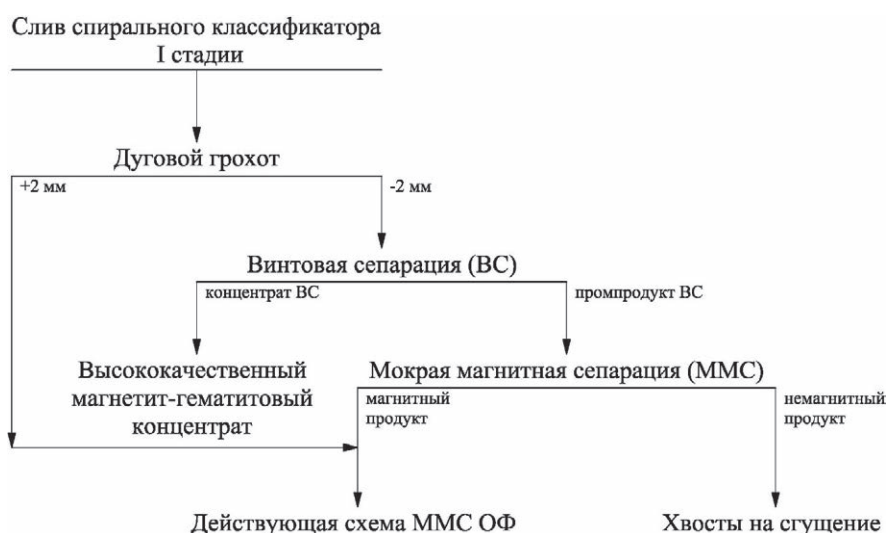 Слив спирального классификатора
I стадии
Дуговой грохот
+2 мм
-2 мм
Винтовая сепарация (ВС)
концентрат ВС
промпродукт ВС
Высококачественный
магнетит-гематитовый
концентрат
Мокрая магнитная сепарация (ММС)
магнитный
продукт
немагнитный
продукт
Действующая схема ММС ОФ
Хвосты на сгущение